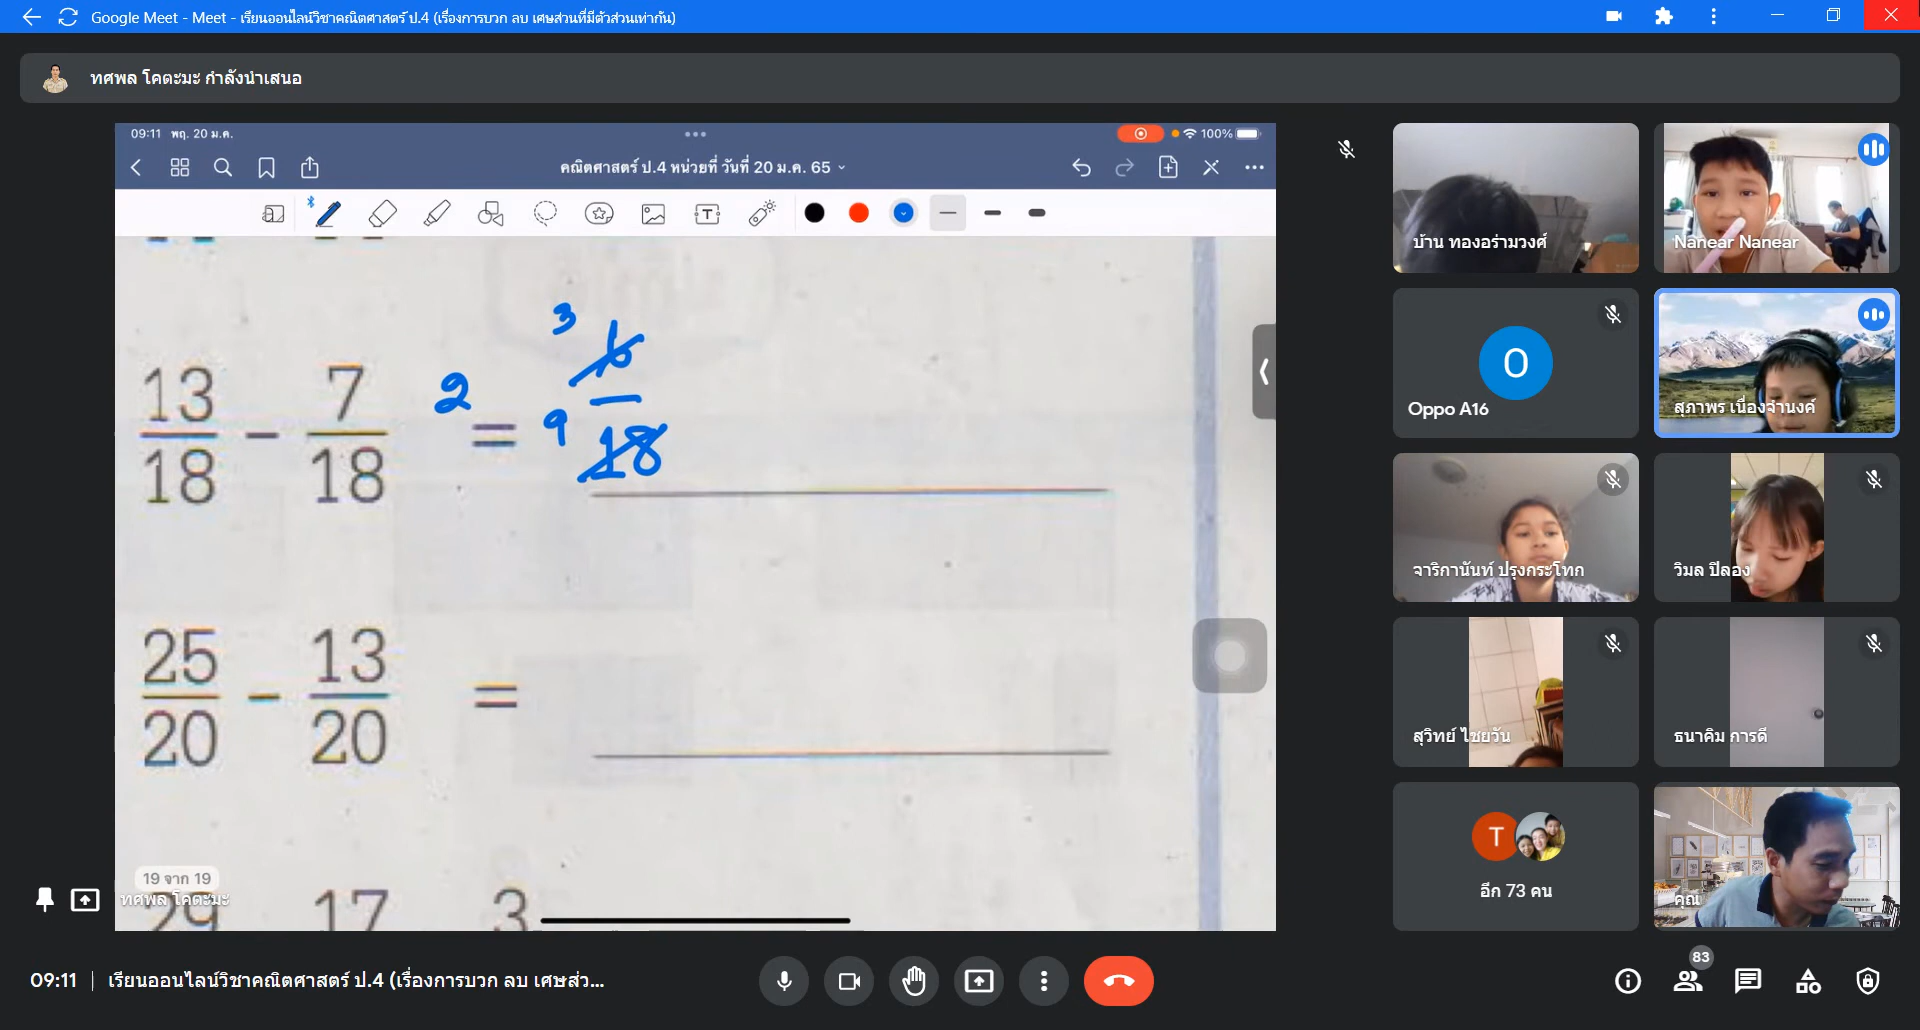 Google Meet - Meet - เรียนออนไลน์วิชาคณิตศาสตร์ ป.4 (เรื่องการบวก ลบ เศษส่วนที่มีตัวส่วนเท่ากัน)
ทศพล โคตะมะ กำลังนำเสนอ
09:11 พฤ. 20 ม.ค.
100%
คณิตศาสตร์ ป.4 หน่วยที่ วันที่ 20 ม.ค. 65
T
3 6
13/18 - 7/18 2 = 9 18
25/20 - 13/20 =
19 จาก 19
29 17 3
ทศพล โคตะมะ
บ้าน ทองอร่ามวงศ์
Nanear Nanear
O
Oppo A16
สุภาพร เนื่องจำนงค์
จาริกานันท์ ปรุงกระโทก
วิมล ปิลอง
สุวิทย์ ไชยวัน
ธนาคิม การดี
T
อีก 73 คน
คุณ
09:11 | เรียนออนไลน์วิชาคณิตศาสตร์ ป.4 (เรื่องการบวก ลบ เศษส่ว...
83